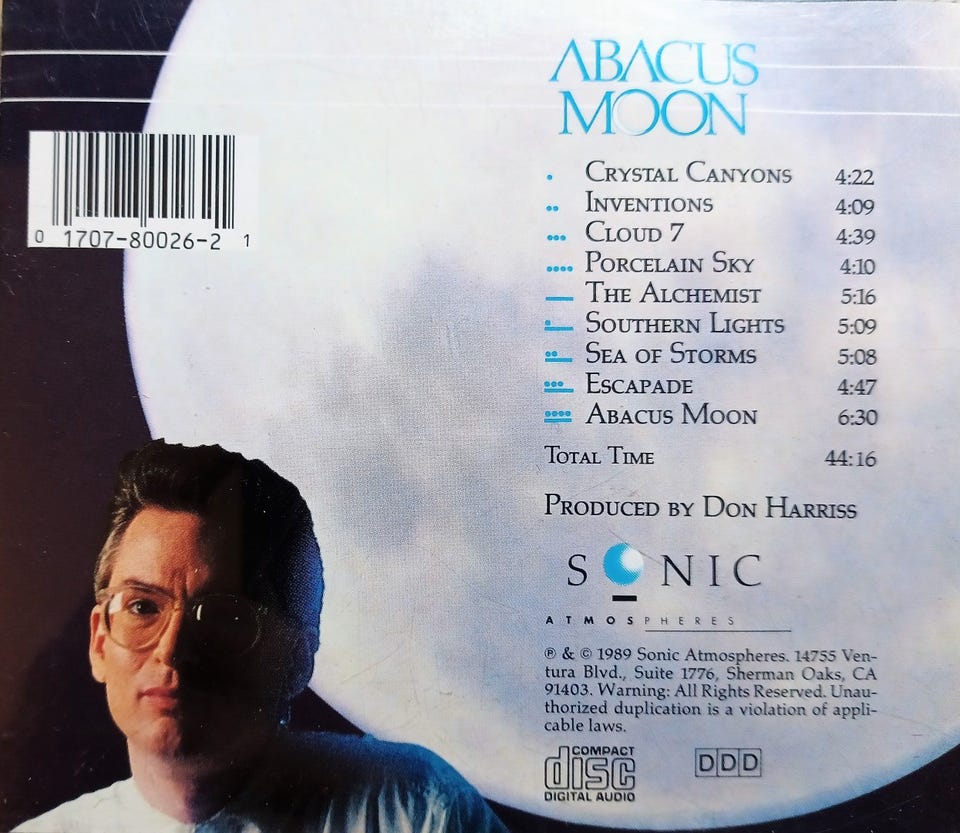 ABACUS
MOON
0 1707-80026-2 1
CRYSTAL CANYONS 4:22
INVENTIONS 4:09
CLOUD 7 4:39
PORCELAIN SKY 4:10
THE ALCHEMIST 5:16
SOUTHERN LIGHTS 5:09
SEA OF STORMS 5:08
ESCAPADE 4:47
ABACUS MOON 6:30
TOTAL TIME 44:16
PRODUCED BY DON HARRISS
SONIC
ATMOSPHERES
℗ & © 1989 Sonic Atmospheres. 14755 Ven-
tura Blvd., Suite 1776, Sherman Oaks, CA
91403. Warning: All Rights Reserved. Unau-
thorized duplication is a violation of appli-
cable laws.
COMPACT
disc
DIGITAL AUDIO
DDD